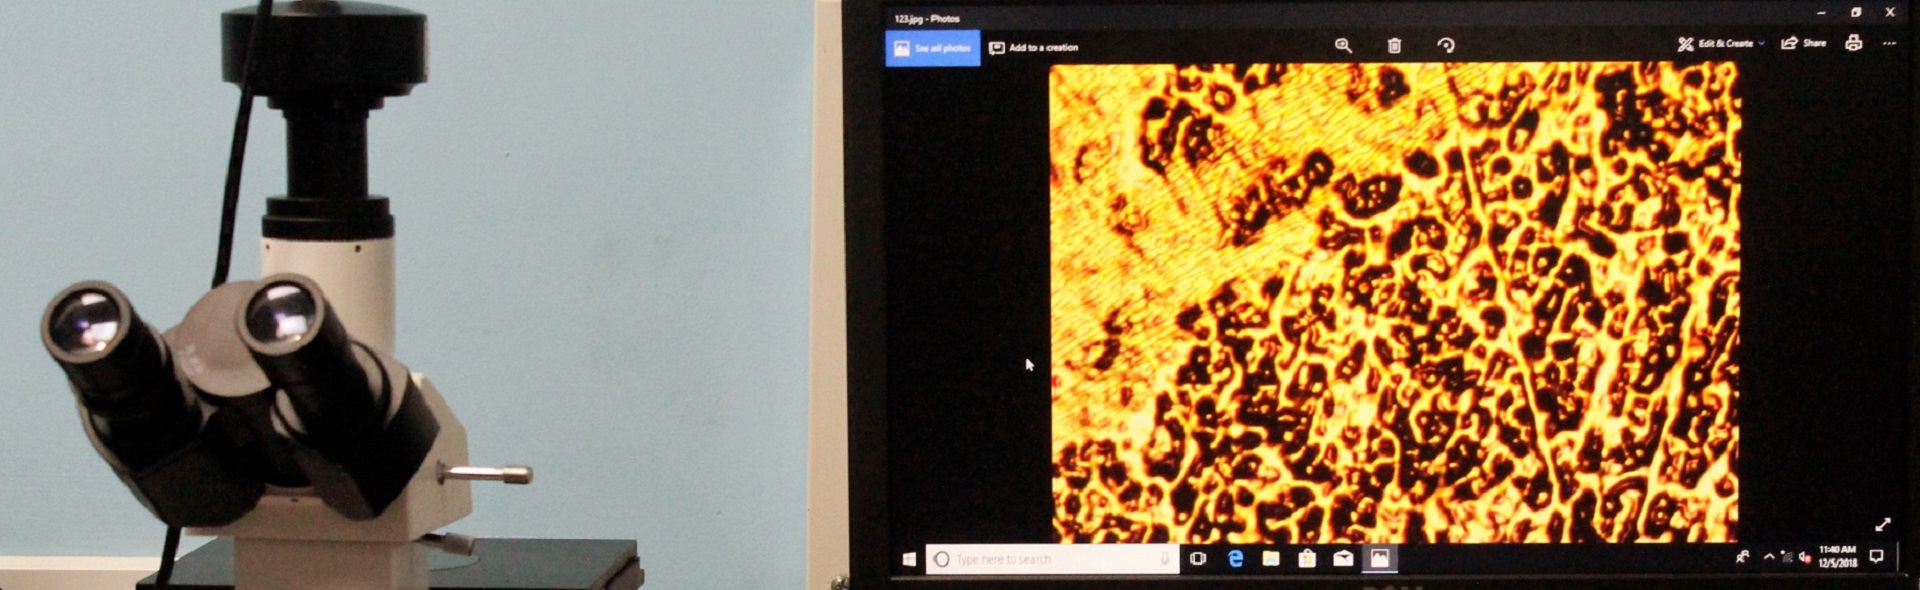 123.jpg - Photos
See all photos
Add to a creation
Edit & Create
Share
Type here to search
11:40 AM
12/5/2018